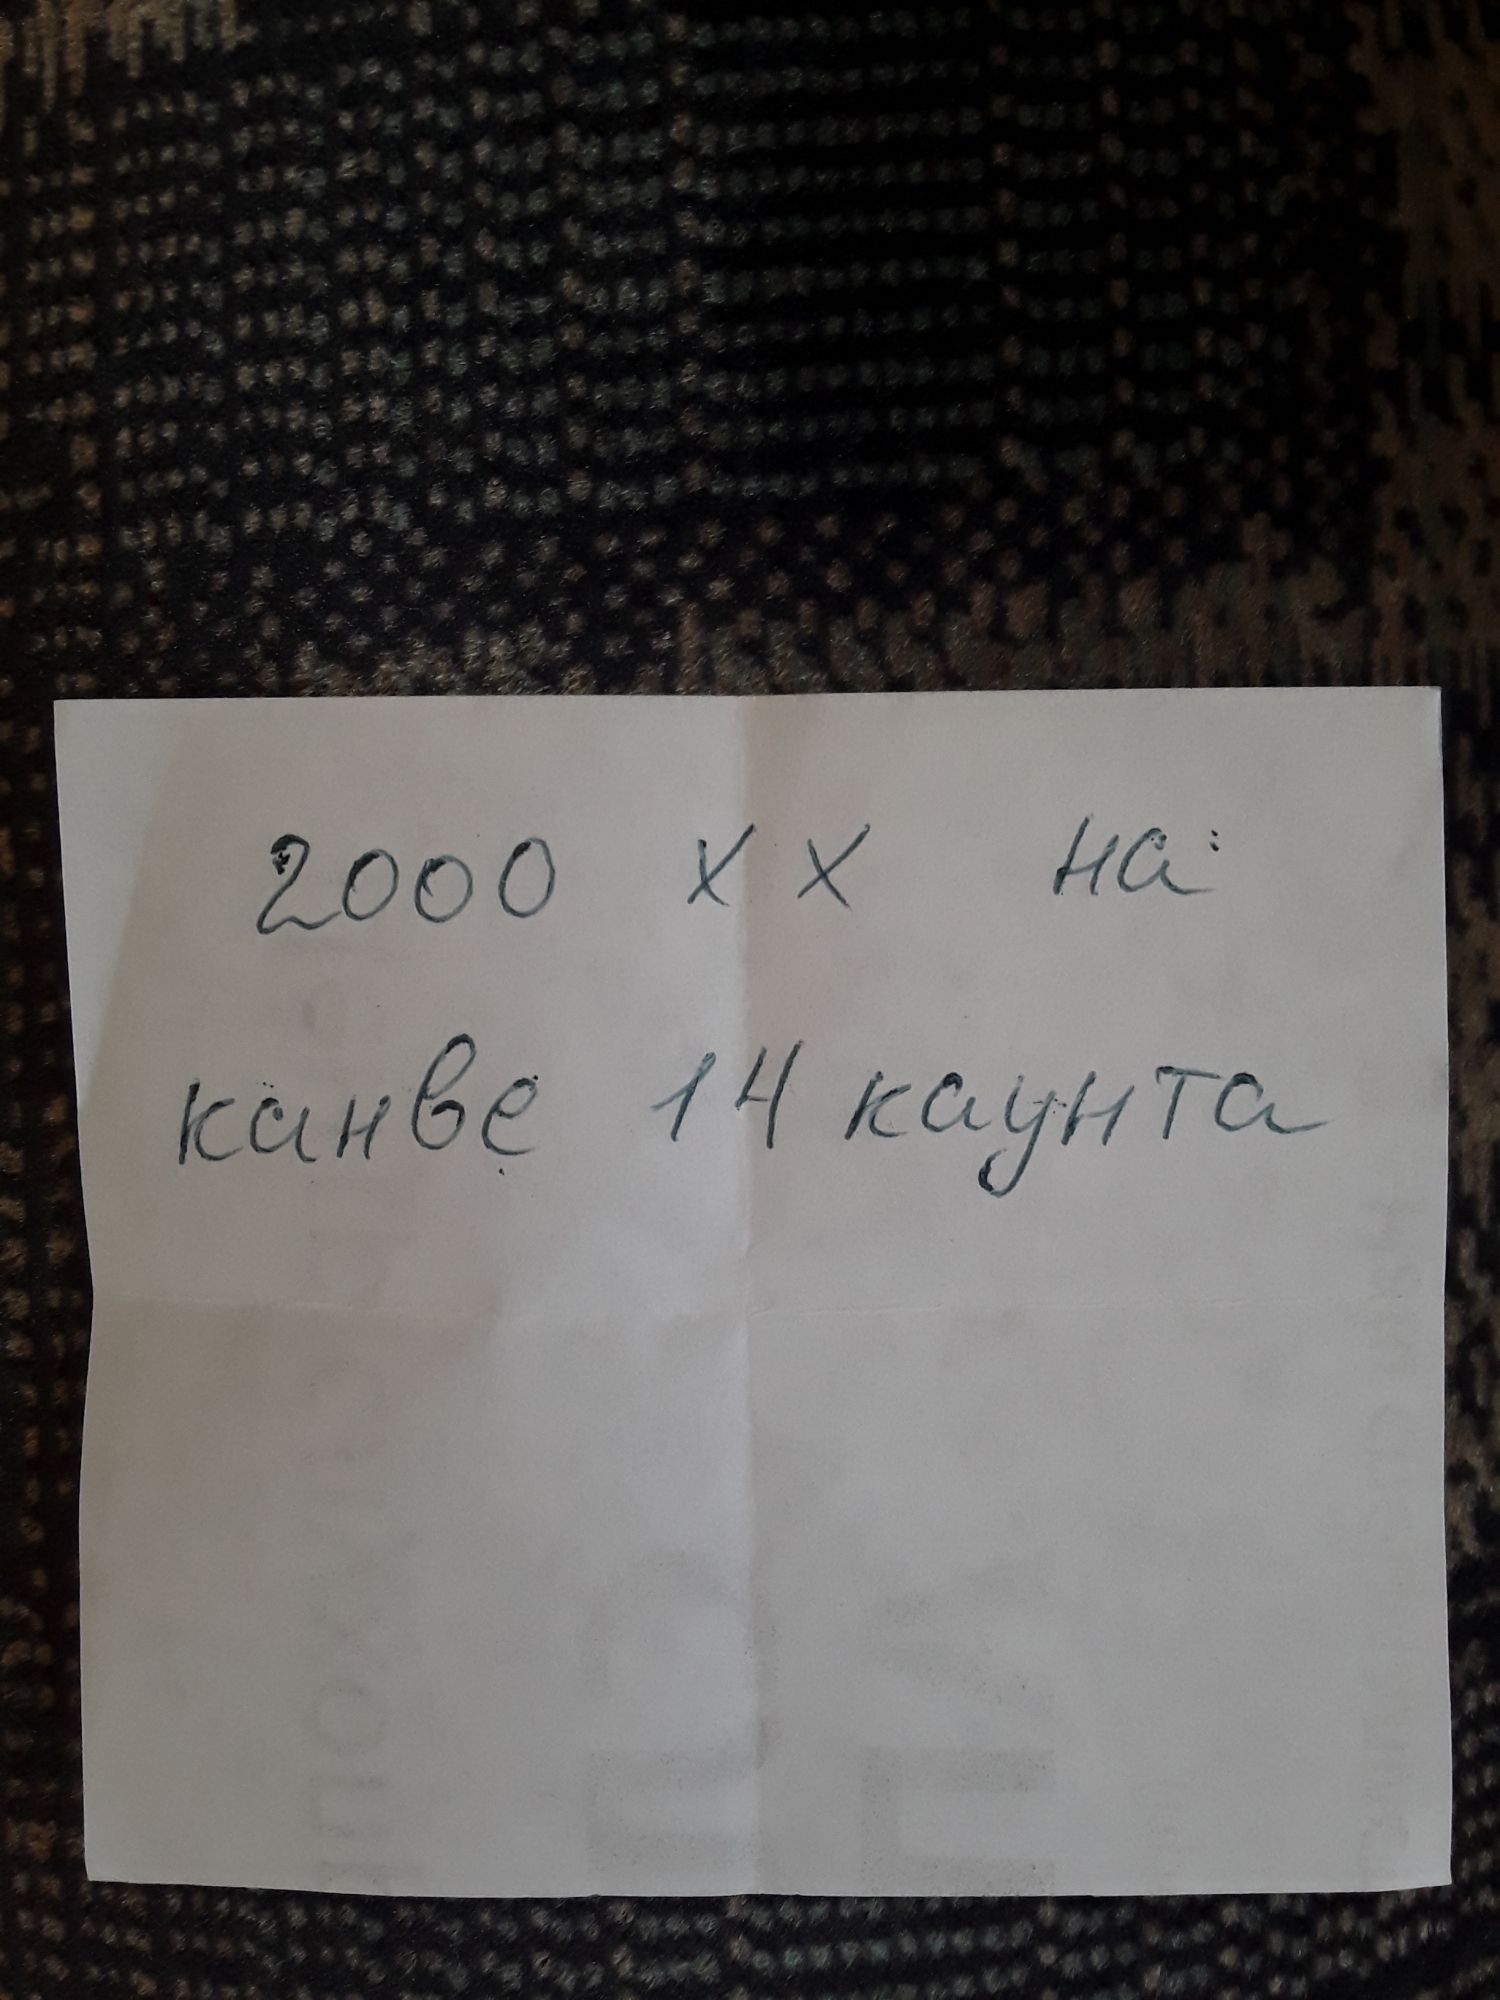 2000 х х на
канве 14 каунта